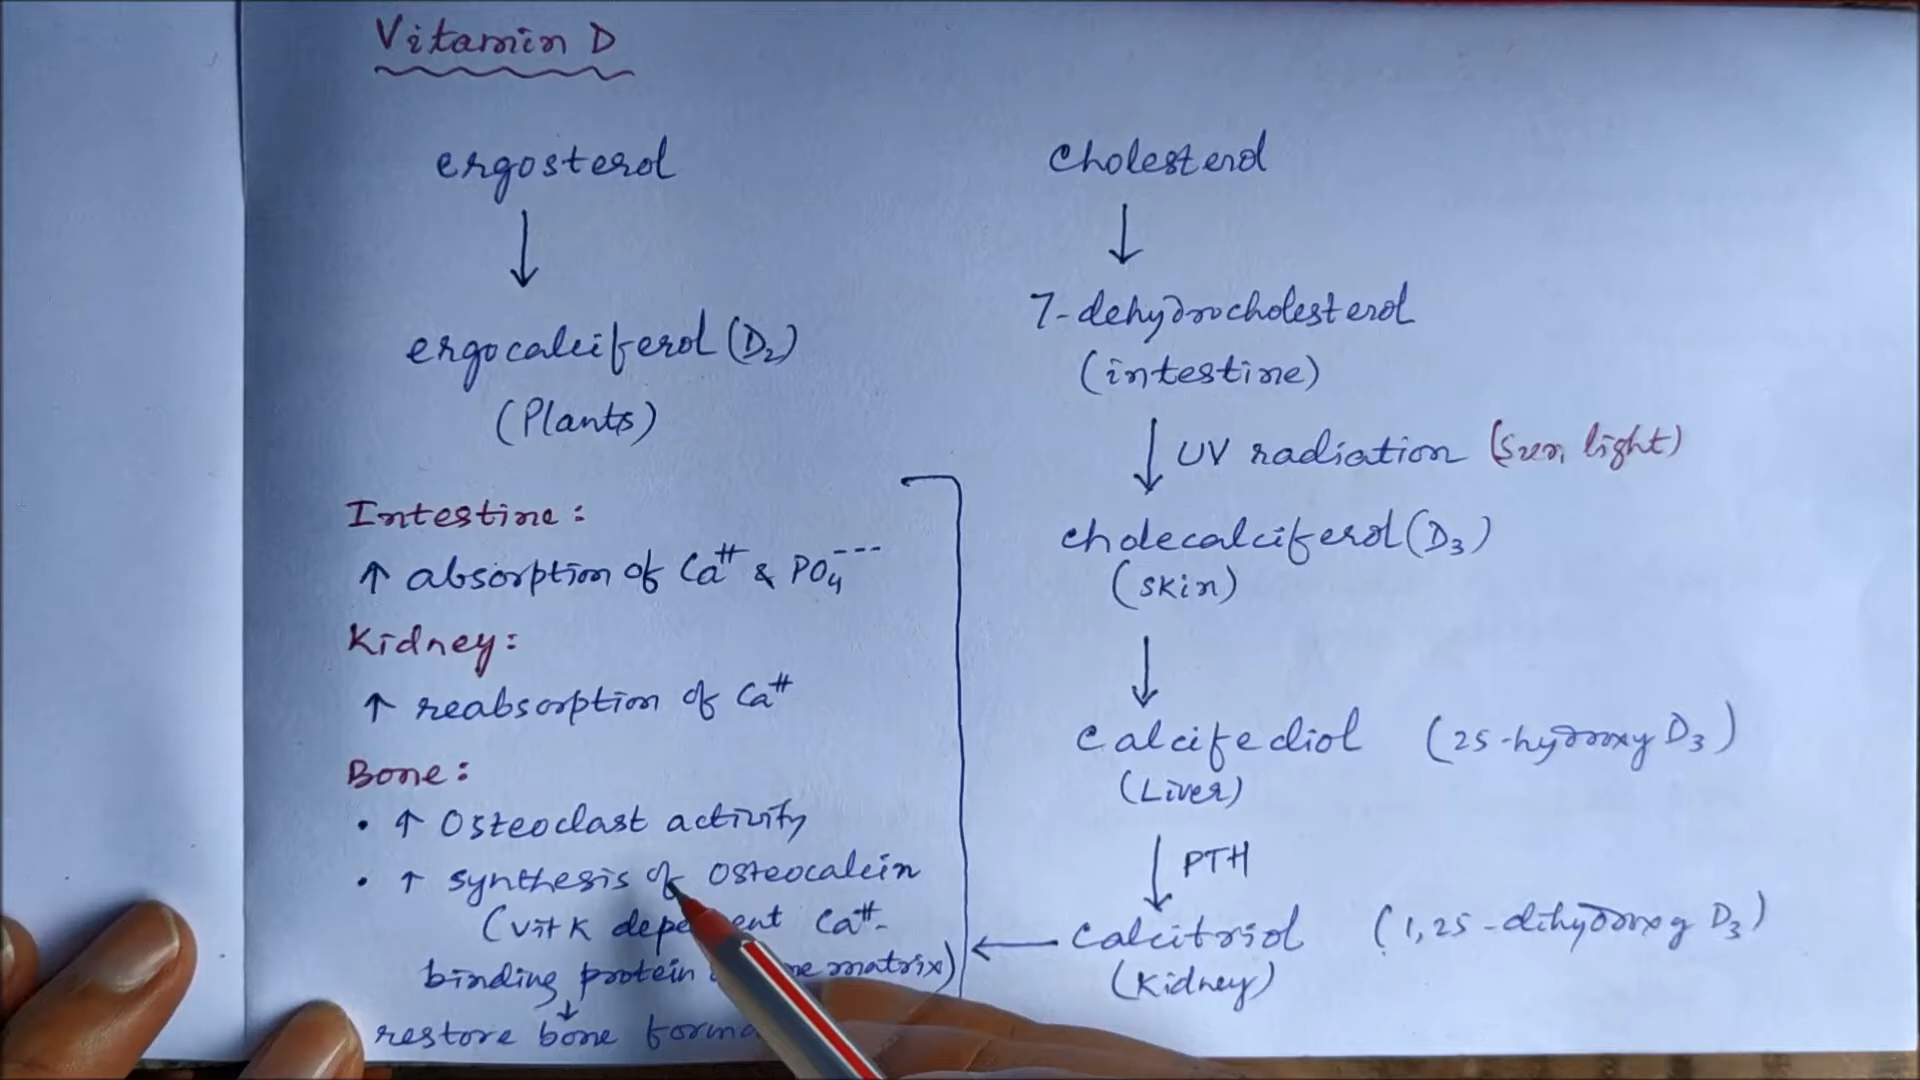 Vitamin D
ergosterol
↓
ergocalciferol (D₂)
(Plants)
Intestine:
↑ absorption of Ca⁺⁺ & PO₄⁻⁻⁻
Kidney:
↑ reabsorption of Ca⁺⁺
Bone:
• ↑ Osteoclast activity
• ↑ synthesis of Osteocalcin
(Vit K Ca⁺⁺-
binding protein matrix)
↓
restore bone
Cholesterol
↓
7-dehydrocholesterol
(intestine)
↓ UV radiation (Sun light)
cholecalciferol (D₃)
(skin)
↓
Calcifediol (25-hydroxy D₃)
(Liver)
↓ PTH
← Calcitriol (1,25-dihydroxy D₃)
(Kidney)